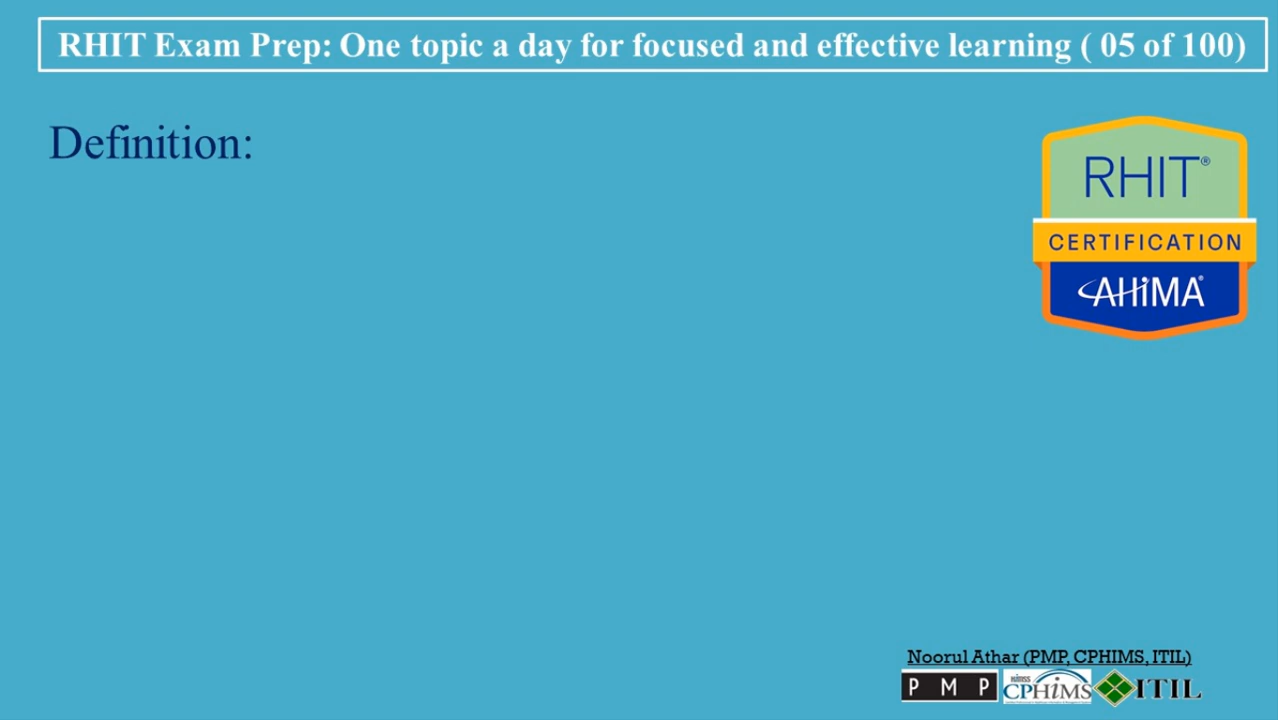 RHIT Exam Prep: One topic a day for focused and effective learning ( 05 of 100)
Definition:
RHIT®
CERTIFICATION
AHiMA®
Noorul Athar (PMP, CPHIMS, ITIL)
P M P
HIMSS
CPHiMS
ITIL